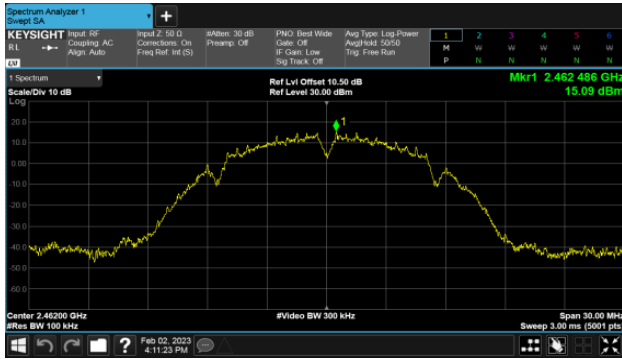 Spectrum Analyzer 1
Swept SA
+
KEYSIGHT
RL
Input: RF
Coupling: AC
Align: Auto
Input Z: 50 Ω
Corrections: On
Freq Ref: Int (S)
#Atten: 30 dB
Preamp: Off
PNO: Best Wide
Gate: Off
IF Gain: Low
Sig Track: Off
Avg Type: Log-Power
Avg|Hold: 50/50
Trig: Free Run
1 2 3 4 5 6
M W W W W W
P N N N N N
LXI
1 Spectrum
Scale/Div 10 dB
Log
Ref Lvl Offset 10.50 dB
Ref Level 30.00 dBm
Mkr1 2.462 486 GHz
15.09 dBm
1
20.0
10.0
0.00
-10.0
-20.0
-30.0
-40.0
-50.0
-60.0
Center 2.46200 GHz
#Res BW 100 kHz
#Video BW 300 kHz
Span 30.00 MHz
Sweep 3.00 ms (5001 pts)
?
Feb 02, 2023
4:11:23 PM